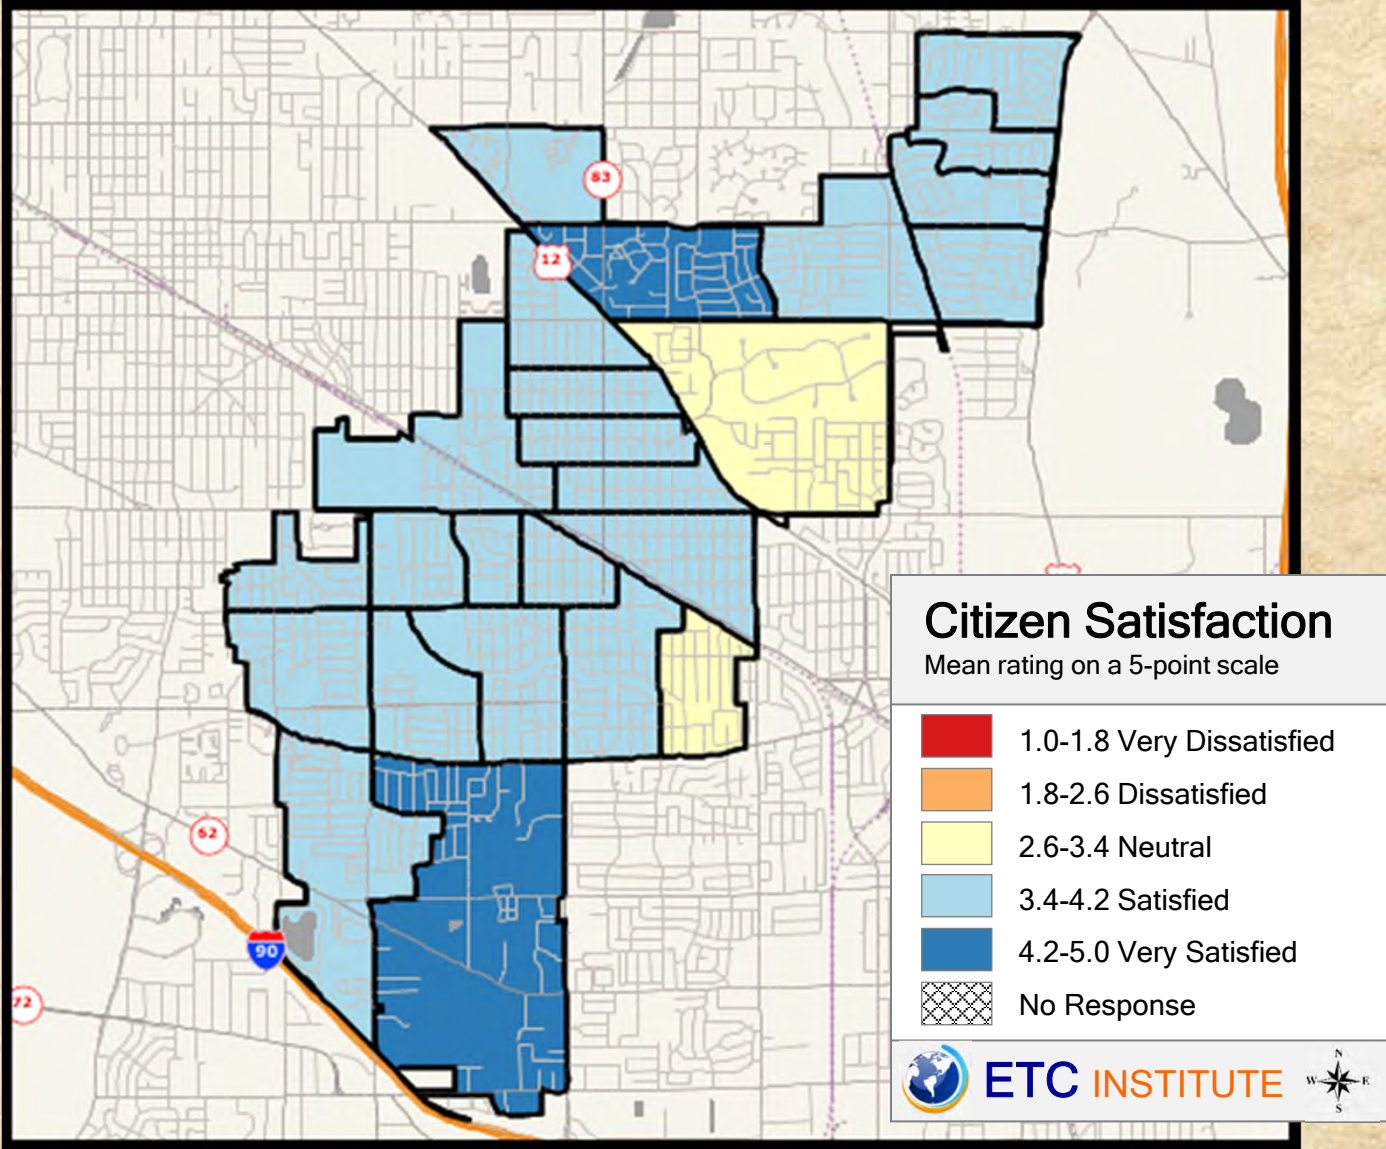 83
12
62
90
72
Citizen Satisfaction
Mean rating on a 5-point scale
1.0-1.8 Very Dissatisfied
1.8-2.6 Dissatisfied
2.6-3.4 Neutral
3.4-4.2 Satisfied
4.2-5.0 Very Satisfied
No Response
ETC INSTITUTE
N
W E
S